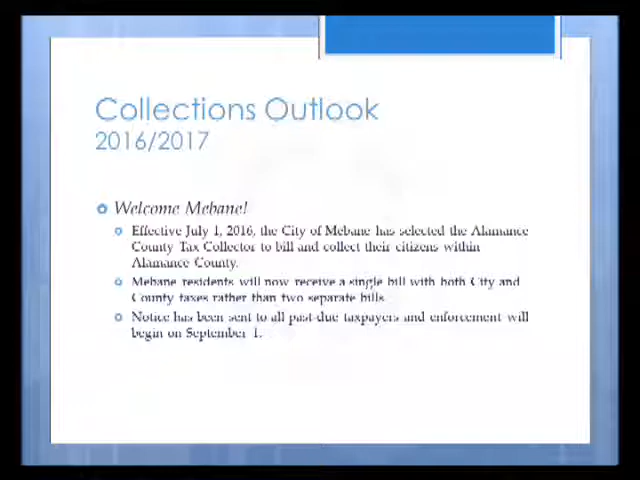 Collections Outlook
2016/2017
Welcome Mebane!
Effective July 1, 2016, the City of Mebane has selected the Alamance
County Tax Collector to bill and collect their citizens within
Alamance County.
Mebane residents will now receive a single bill with both City and
County taxes rather than two separate bills.
Notice has been sent to all past-due taxpayers and enforcement will
begin on September 1.